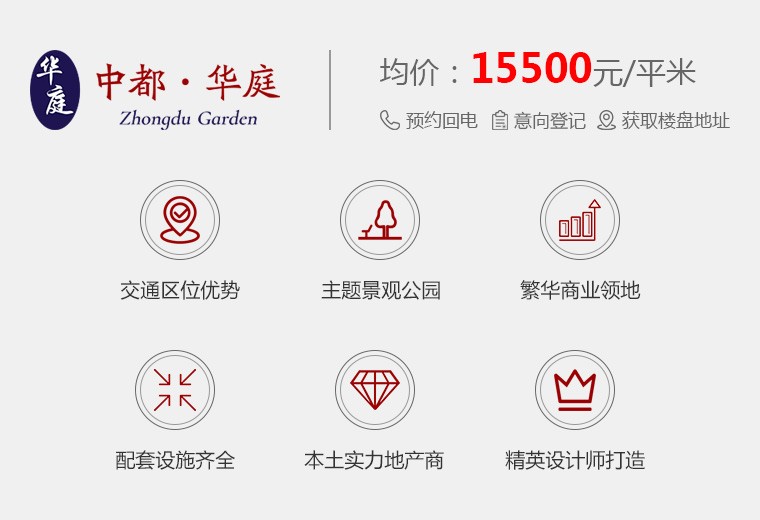 华庭
中都·华庭
Zhongdu Garden
均价：15500元/平米
预约回电 意向登记 获取楼盘地址
交通区位优势 主题景观公园 繁华商业领地
配套设施齐全 本土实力地产商 精英设计师打造